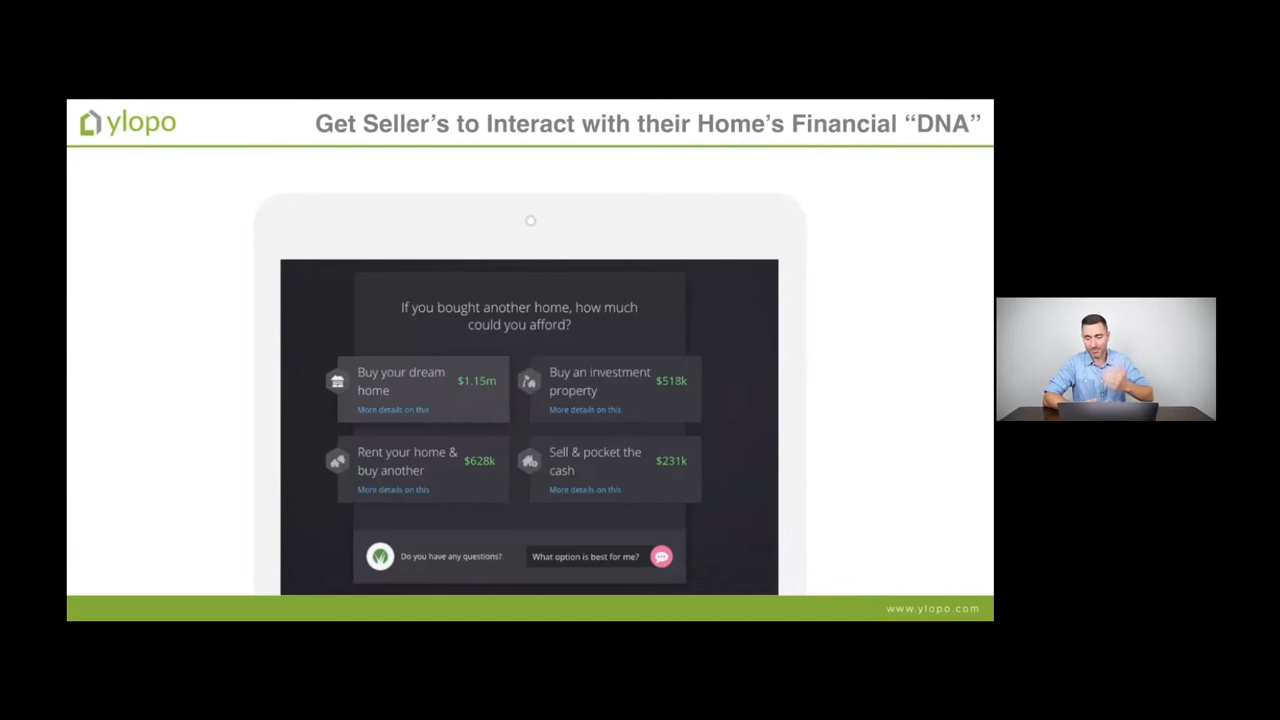 ylopo
Get Seller's to Interact with their Home's Financial “DNA”
If you bought another home, how much
could you afford?
Buy your dream
home
$1.15m
More details on this
Buy an investment
property
$518k
More details on this
Rent your home &
buy another
$628k
More details on this
Sell & pocket the
cash
$231k
More details on this
Do you have any questions?
What option is best for me?
www.ylopo.com